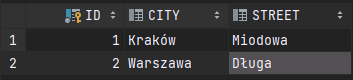 ID CITY STREET
1 1 Kraków Miodowa
2 2 Warszawa Długa